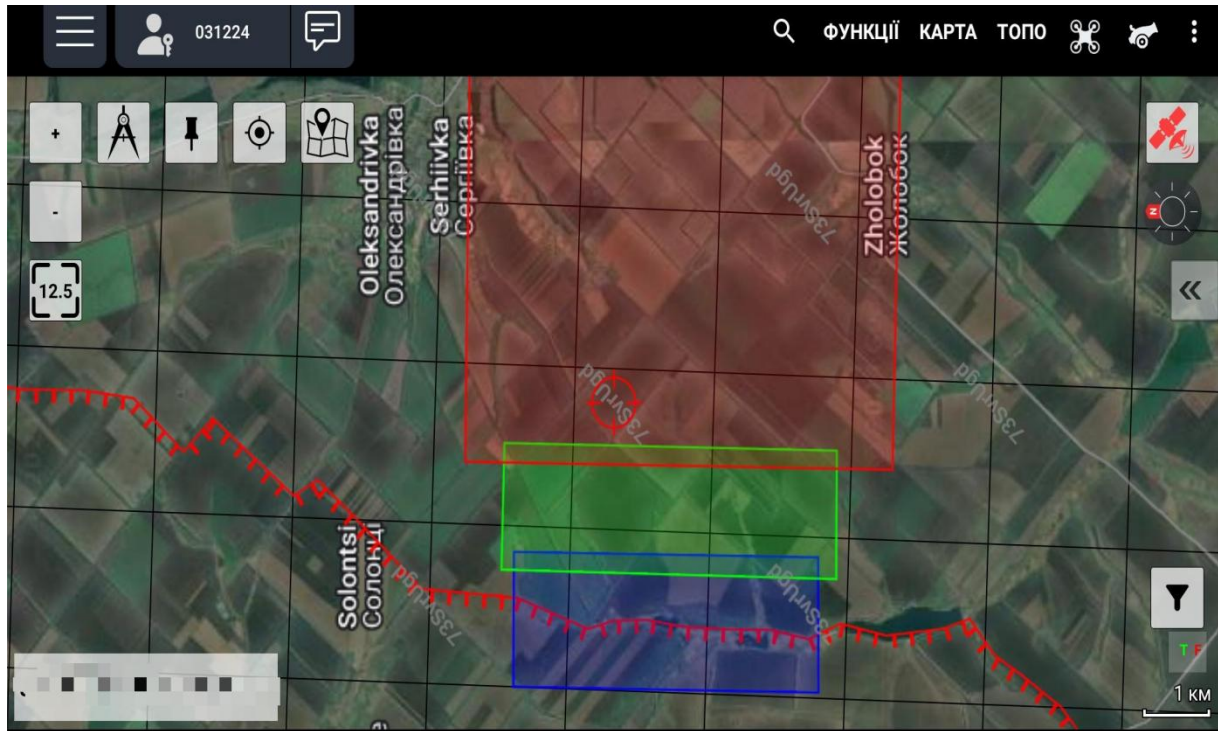 031224
ФУНКЦІЇ КАРТА ТОПО
+
-
12.5
Oleksandrivka
Олександрівка
Serhiivka
Сергіївка
Zholobok
Жолобок
Solontsi
Солонці
73SvrUgd
73SvrUgd
73SvrUgd
73SvrUgd
73SvrUgd
73SvrUgd
N
T F
1 км